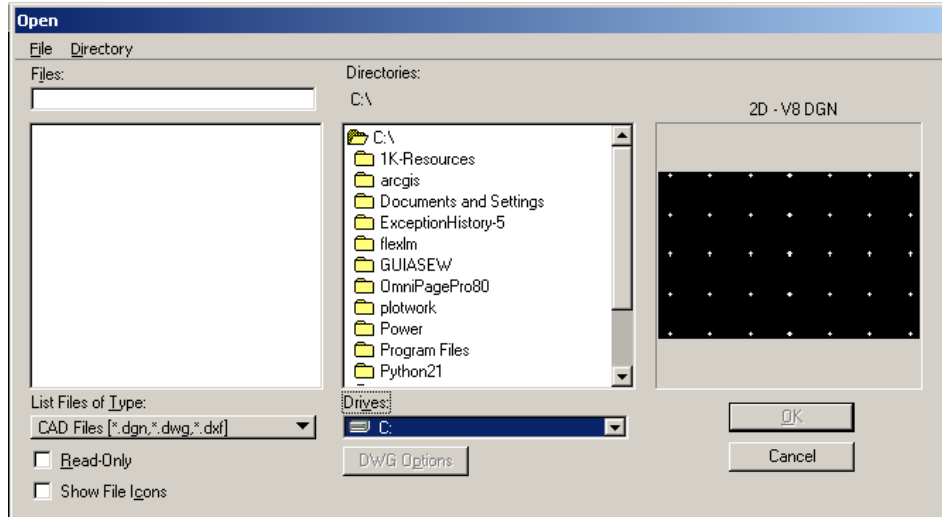 Open
File Directory
Files:
Directories:
C:\
2D - V8 DGN
C:\
1K-Resources
arcgis
Documents and Settings
ExceptionHistory-5
flexlm
GUIASEW
OmniPagePro80
plotwork
Power
Program Files
Python21
List Files of Type:
CAD Files [*.dgn,*.dwg,*.dxf]
Drives:
C:
OK
Read-Only
DWG Options
Cancel
Show File Icons